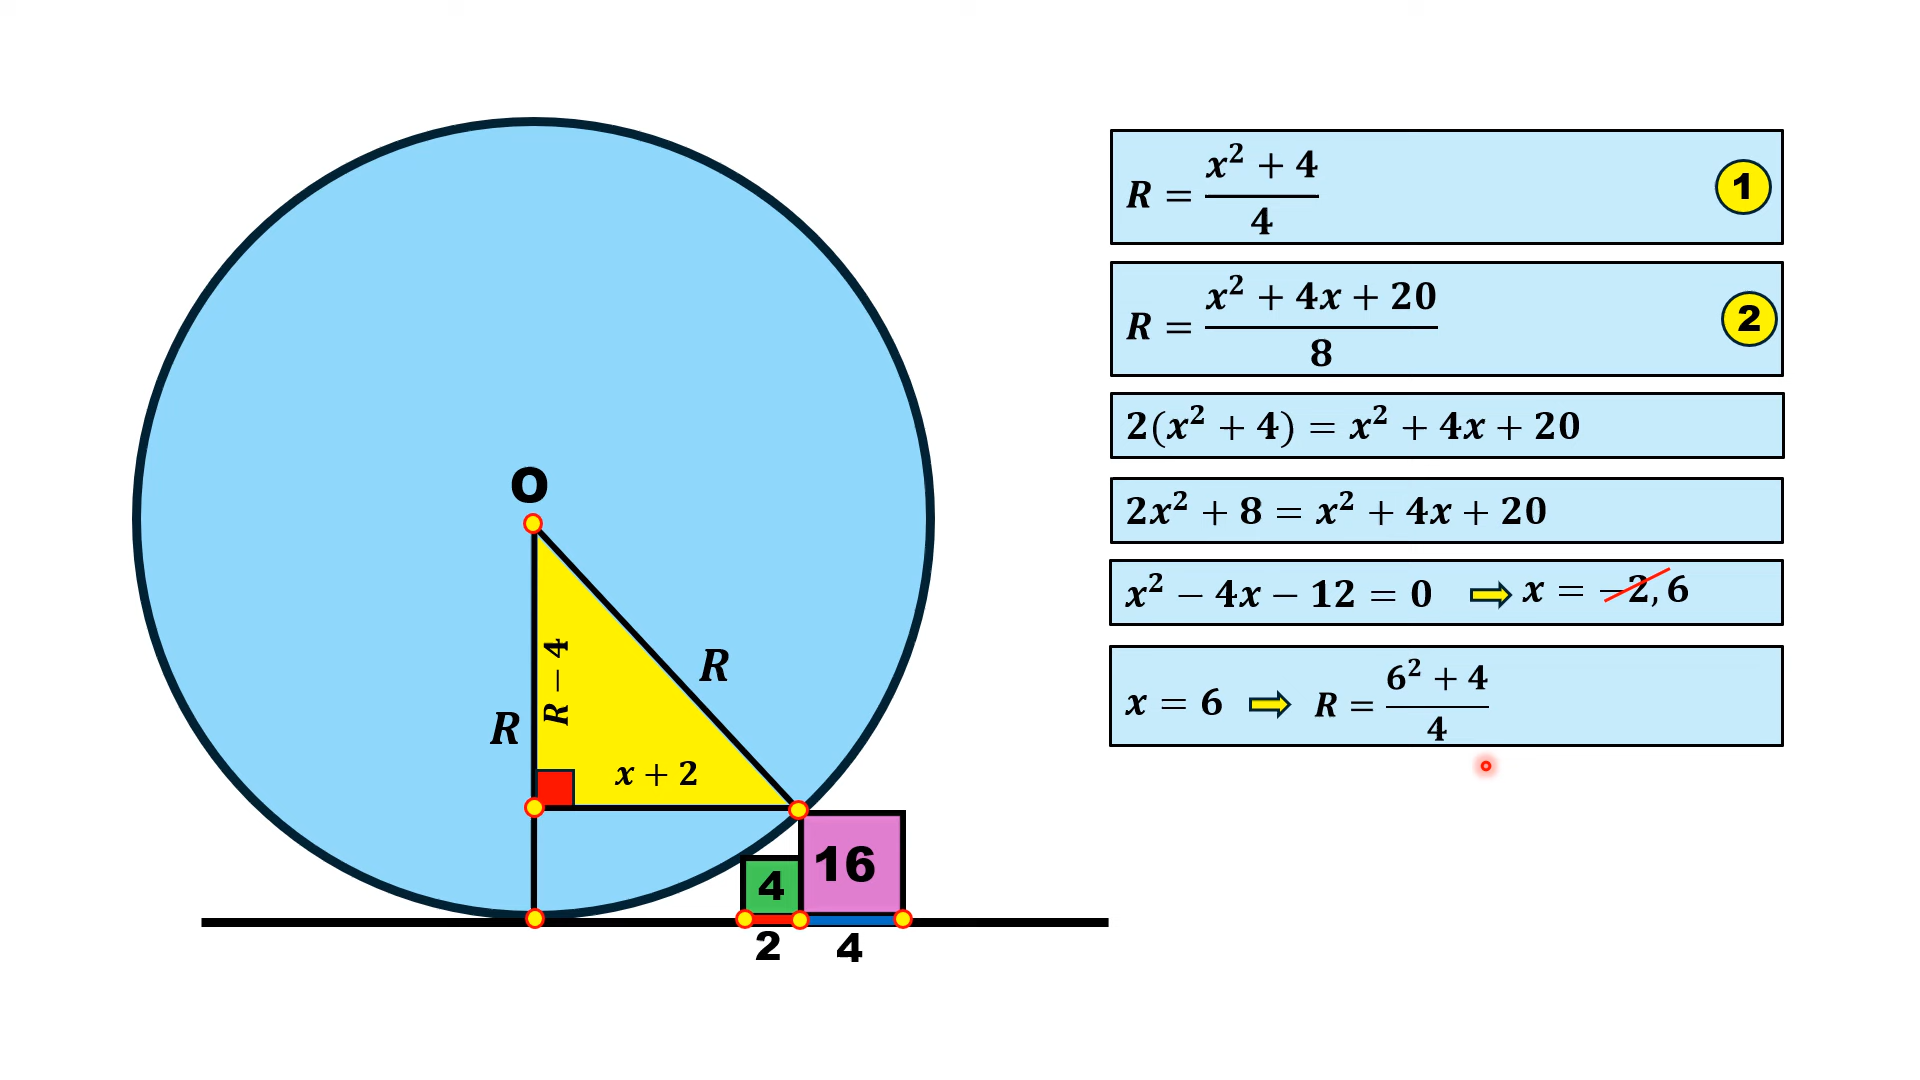 O
R
R − 4
R
x + 2
4
16
2
4
R = (x² + 4)/4
1
R = (x² + 4x + 20)/8
2
2(x² + 4) = x² + 4x + 20
2x² + 8 = x² + 4x + 20
x² − 4x − 12 = 0 ⇨ x = −2, 6
x = 6 ⇨ R = (6² + 4)/4